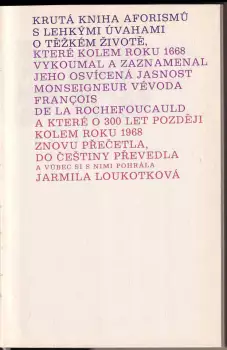 KRUTÁ KNIHA AFORISMŮ
S LEHKÝMI ÚVAHAMI
O TĚŽKÉM ŽIVOTĚ,
KTERÉ KOLEM ROKU 1668
VYKOUMAL A ZAZNAMENAL
JEHO OSVÍCENÁ JASNOST
MONSEIGNEUR VÉVODA
FRANÇOIS
DE LA ROCHEFOUCAULD
A KTERÉ O 300 LET POZDĚJI
KOLEM ROKU 1968
ZNOVU PŘEČETLA,
DO ČEŠTINY PŘEVEDLA
A VŮBEC SI S NIMI POHRÁLA
JARMILA LOUKOTKOVÁ